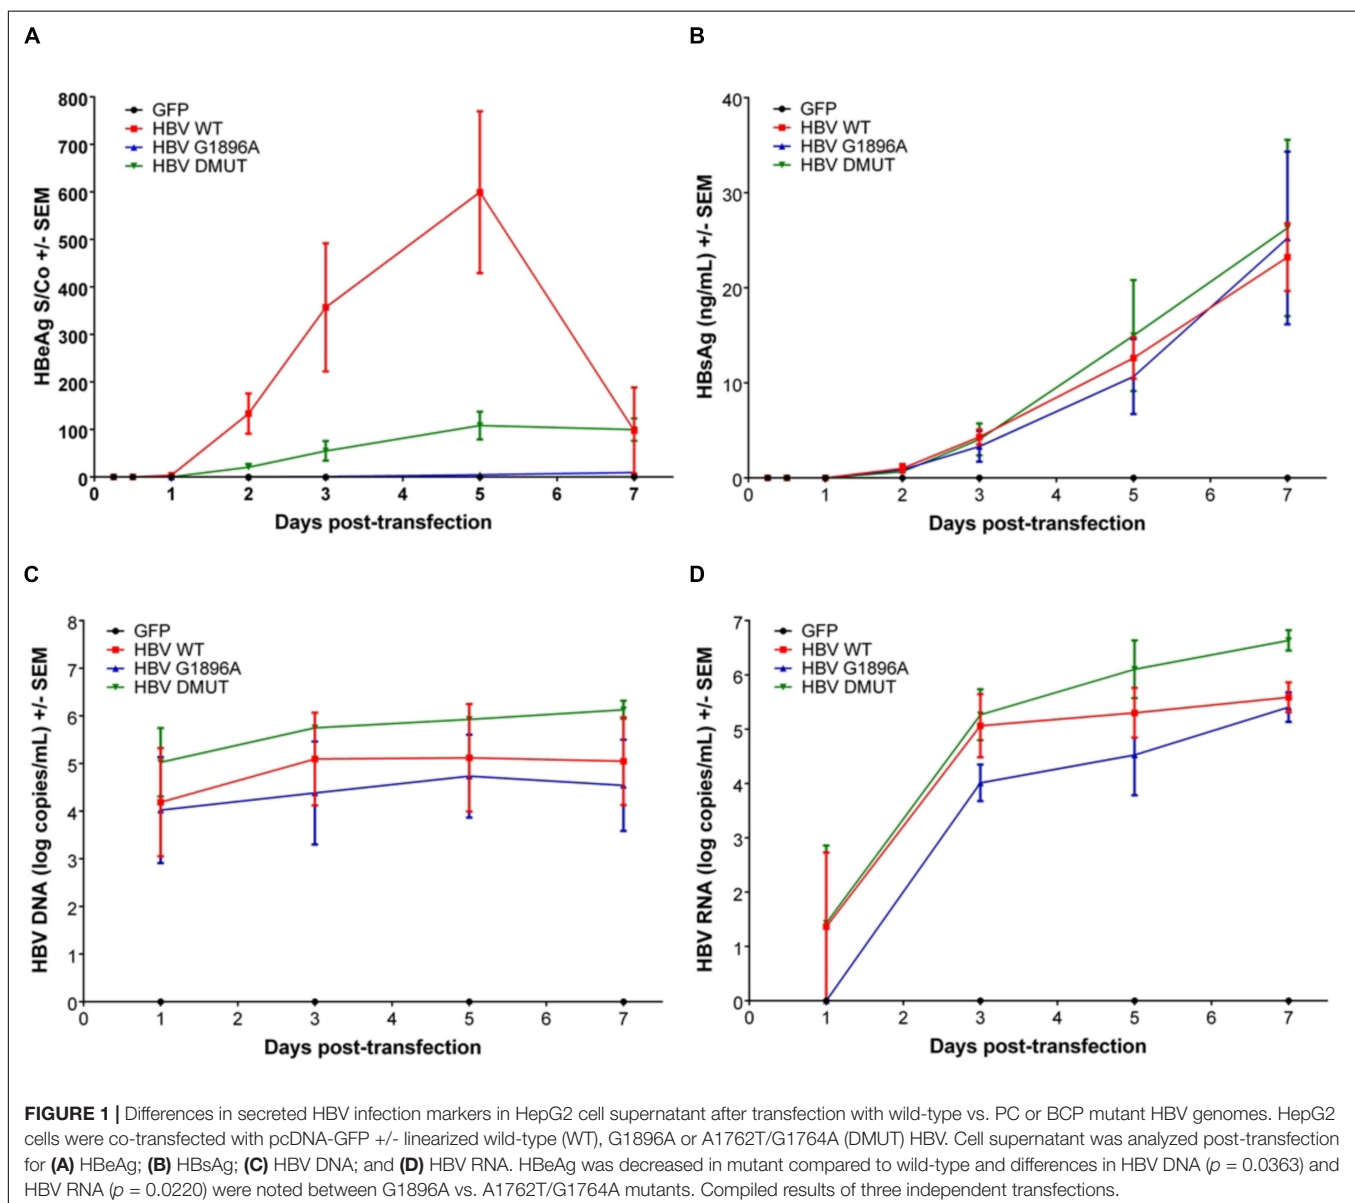 A
HBeAg S/Co +/- SEM
800
700
600
500
400
300
200
100
0
GFP
HBV WT
HBV G1896A
HBV DMUT
0 1 2 3 4 5 6 7
Days post-transfection
B
HBsAg (ng/mL) +/- SEM
40
30
20
10
0
GFP
HBV WT
HBV G1896A
HBV DMUT
0 1 2 3 4 5 6 7
Days post-transfection
C
HBV DNA (log copies/mL) +/- SEM
8
7
6
5
4
3
2
1
0
GFP
HBV WT
HBV G1896A
HBV DMUT
0 1 2 3 4 5 6 7
Days post-transfection
D
HBV RNA (log copies/mL) +/- SEM
7
6
5
4
3
2
1
0
GFP
HBV WT
HBV G1896A
HBV DMUT
0 1 2 3 4 5 6 7
Days post-transfection
FIGURE 1 | Differences in secreted HBV infection markers in HepG2 cell supernatant after transfection with wild-type vs. PC or BCP mutant HBV genomes. HepG2
cells were co-transfected with pcDNA-GFP +/- linearized wild-type (WT), G1896A or A1762T/G1764A (DMUT) HBV. Cell supernatant was analyzed post-transfection
for (A) HBeAg; (B) HBsAg; (C) HBV DNA; and (D) HBV RNA. HBeAg was decreased in mutant compared to wild-type and differences in HBV DNA (p = 0.0363) and
HBV RNA (p = 0.0220) were noted between G1896A vs. A1762T/G1764A mutants. Compiled results of three independent transfections.